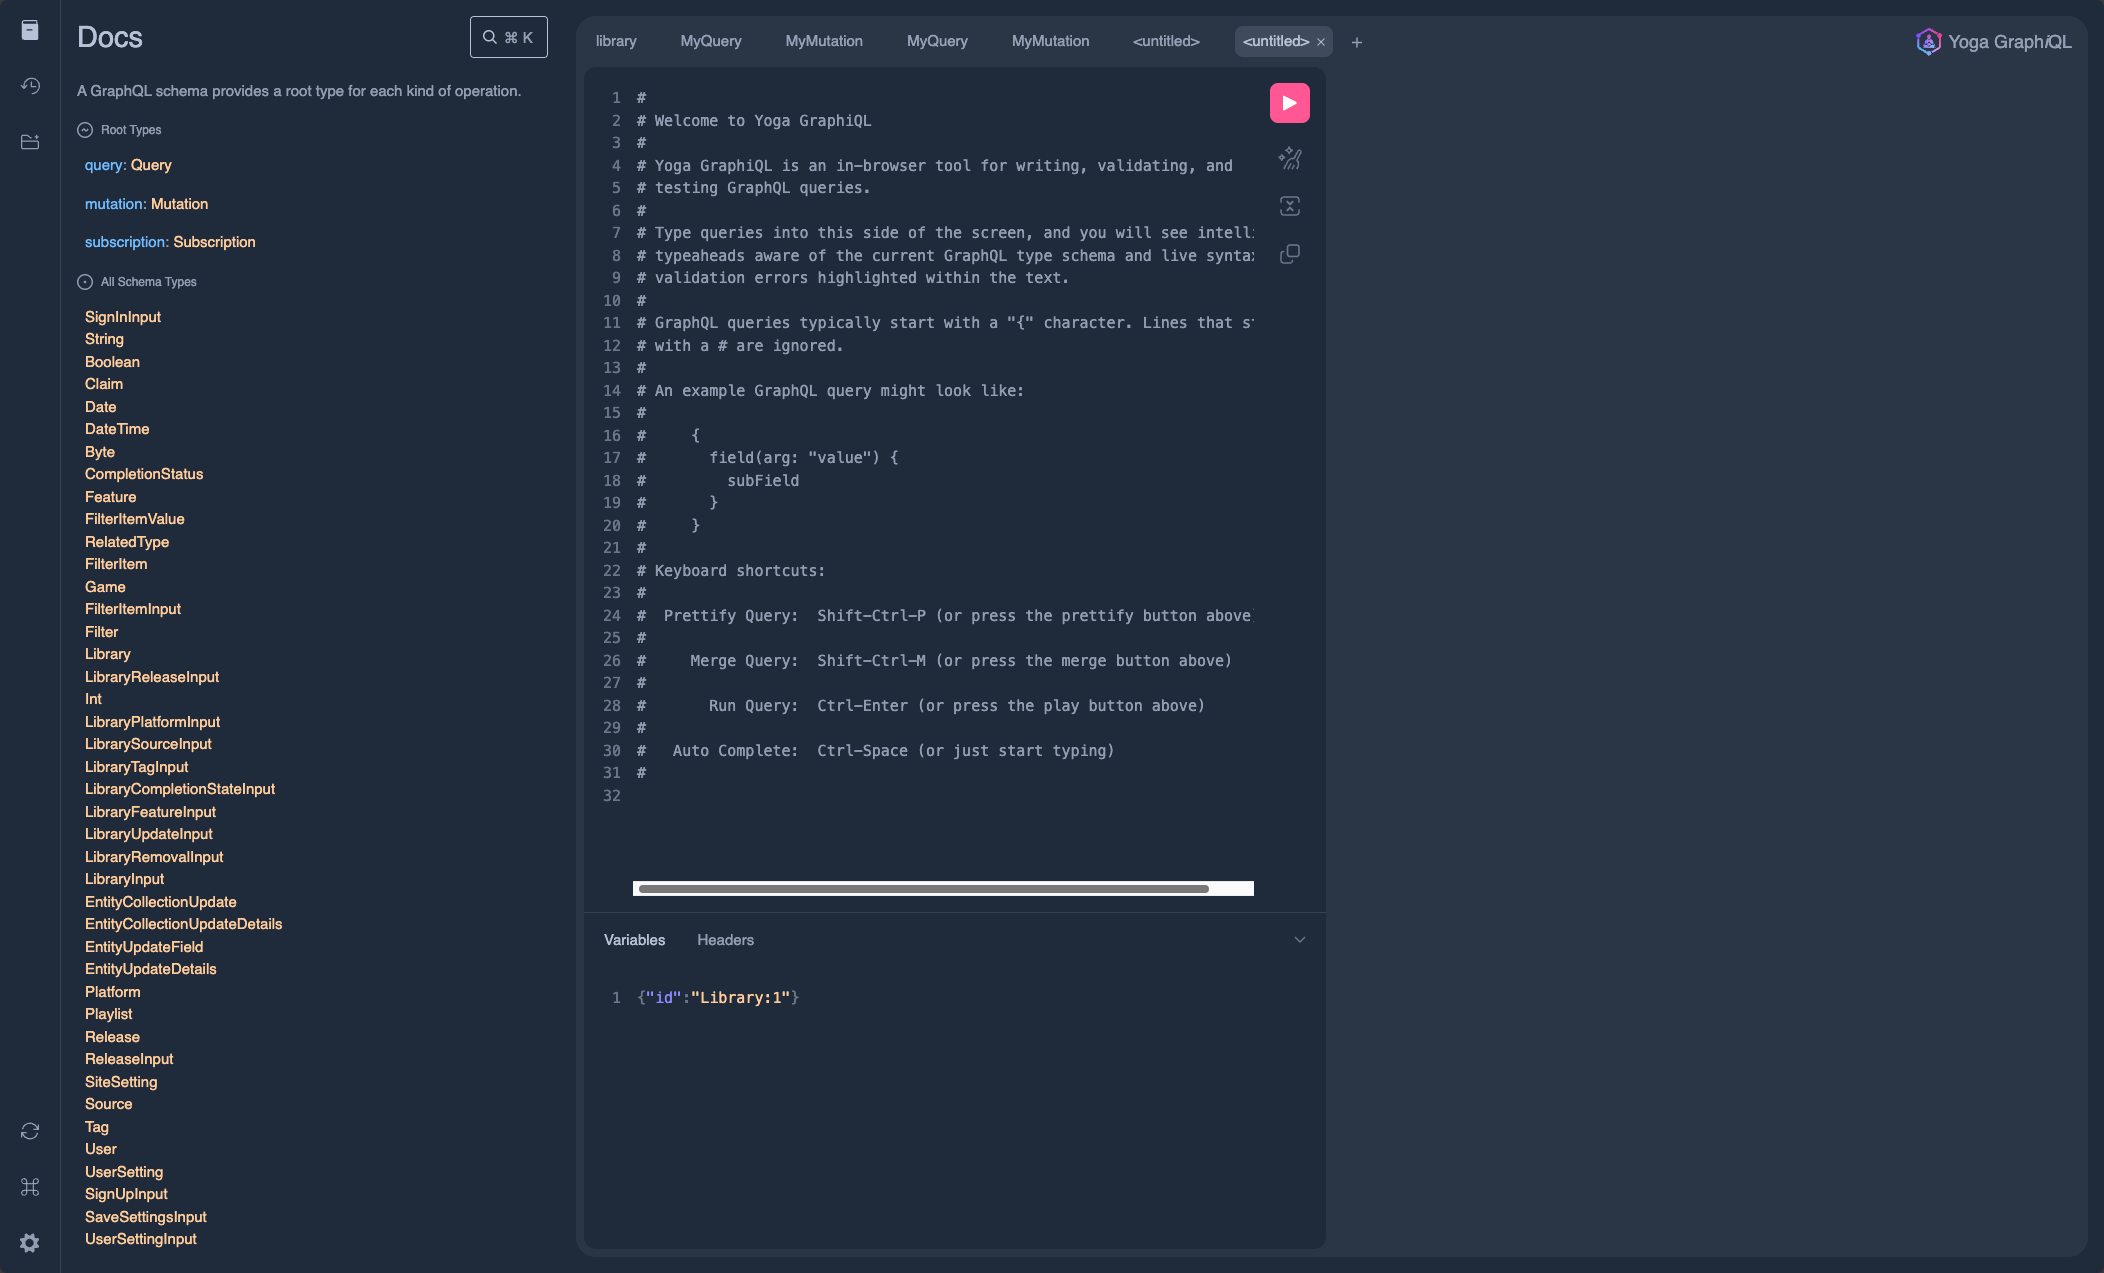 Docs
⌘ K
A GraphQL schema provides a root type for each kind of operation.
Root Types
query: Query
mutation: Mutation
subscription: Subscription
All Schema Types
SignInInput
String
Boolean
Claim
Date
DateTime
Byte
CompletionStatus
Feature
FilterItemValue
RelatedType
FilterItem
Game
FilterItemInput
Filter
Library
LibraryReleaseInput
Int
LibraryPlatformInput
LibrarySourceInput
LibraryTagInput
LibraryCompletionStateInput
LibraryFeatureInput
LibraryUpdateInput
LibraryRemovalInput
LibraryInput
EntityCollectionUpdate
EntityCollectionUpdateDetails
EntityUpdateField
EntityUpdateDetails
Platform
Playlist
Release
ReleaseInput
SiteSetting
Source
Tag
User
UserSetting
SignUpInput
SaveSettingsInput
UserSettingInput
library MyQuery MyMutation MyQuery MyMutation <untitled> <untitled> × +
Yoga GraphiQL
1 #
2 # Welcome to Yoga GraphiQL
3 #
4 # Yoga GraphiQL is an in-browser tool for writing, validating, and
5 # testing GraphQL queries.
6 #
7 # Type queries into this side of the screen, and you will see intelli
8 # typeaheads aware of the current GraphQL type schema and live syntax
9 # validation errors highlighted within the text.
10 #
11 # GraphQL queries typically start with a "{" character. Lines that st
12 # with a # are ignored.
13 #
14 # An example GraphQL query might look like:
15 #
16 #     {
17 #       field(arg: "value") {
18 #         subField
19 #       }
20 #     }
21 #
22 # Keyboard shortcuts:
23 #
24 #  Prettify Query:  Shift-Ctrl-P (or press the prettify button above)
25 #
26 #     Merge Query:  Shift-Ctrl-M (or press the merge button above)
27 #
28 #       Run Query:  Ctrl-Enter (or press the play button above)
29 #
30 #   Auto Complete:  Ctrl-Space (or just start typing)
31 #
32
Variables Headers
1 {"id":"Library:1"}